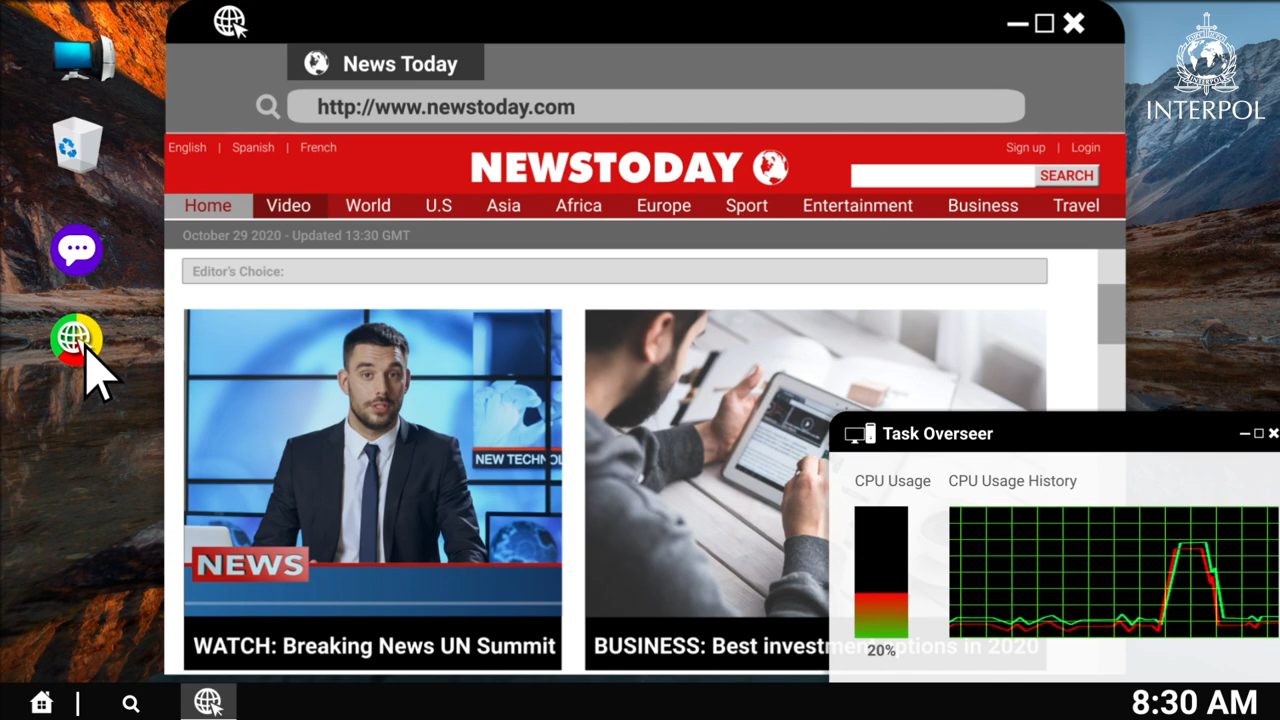 INTERPOL
News Today
http://www.newstoday.com
English | Spanish | French
Sign up | Login
NEWSTODAY
SEARCH
Home Video World U.S Asia Africa Europe Sport Entertainment Business Travel
October 29 2020 - Updated 13:30 GMT
Editor's Choice:
NEW TECHNOL
NEWS
WATCH: Breaking News UN Summit
BUSINESS: Best investment options in 2020
Task Overseer
CPU Usage
CPU Usage History
20%
8:30 AM